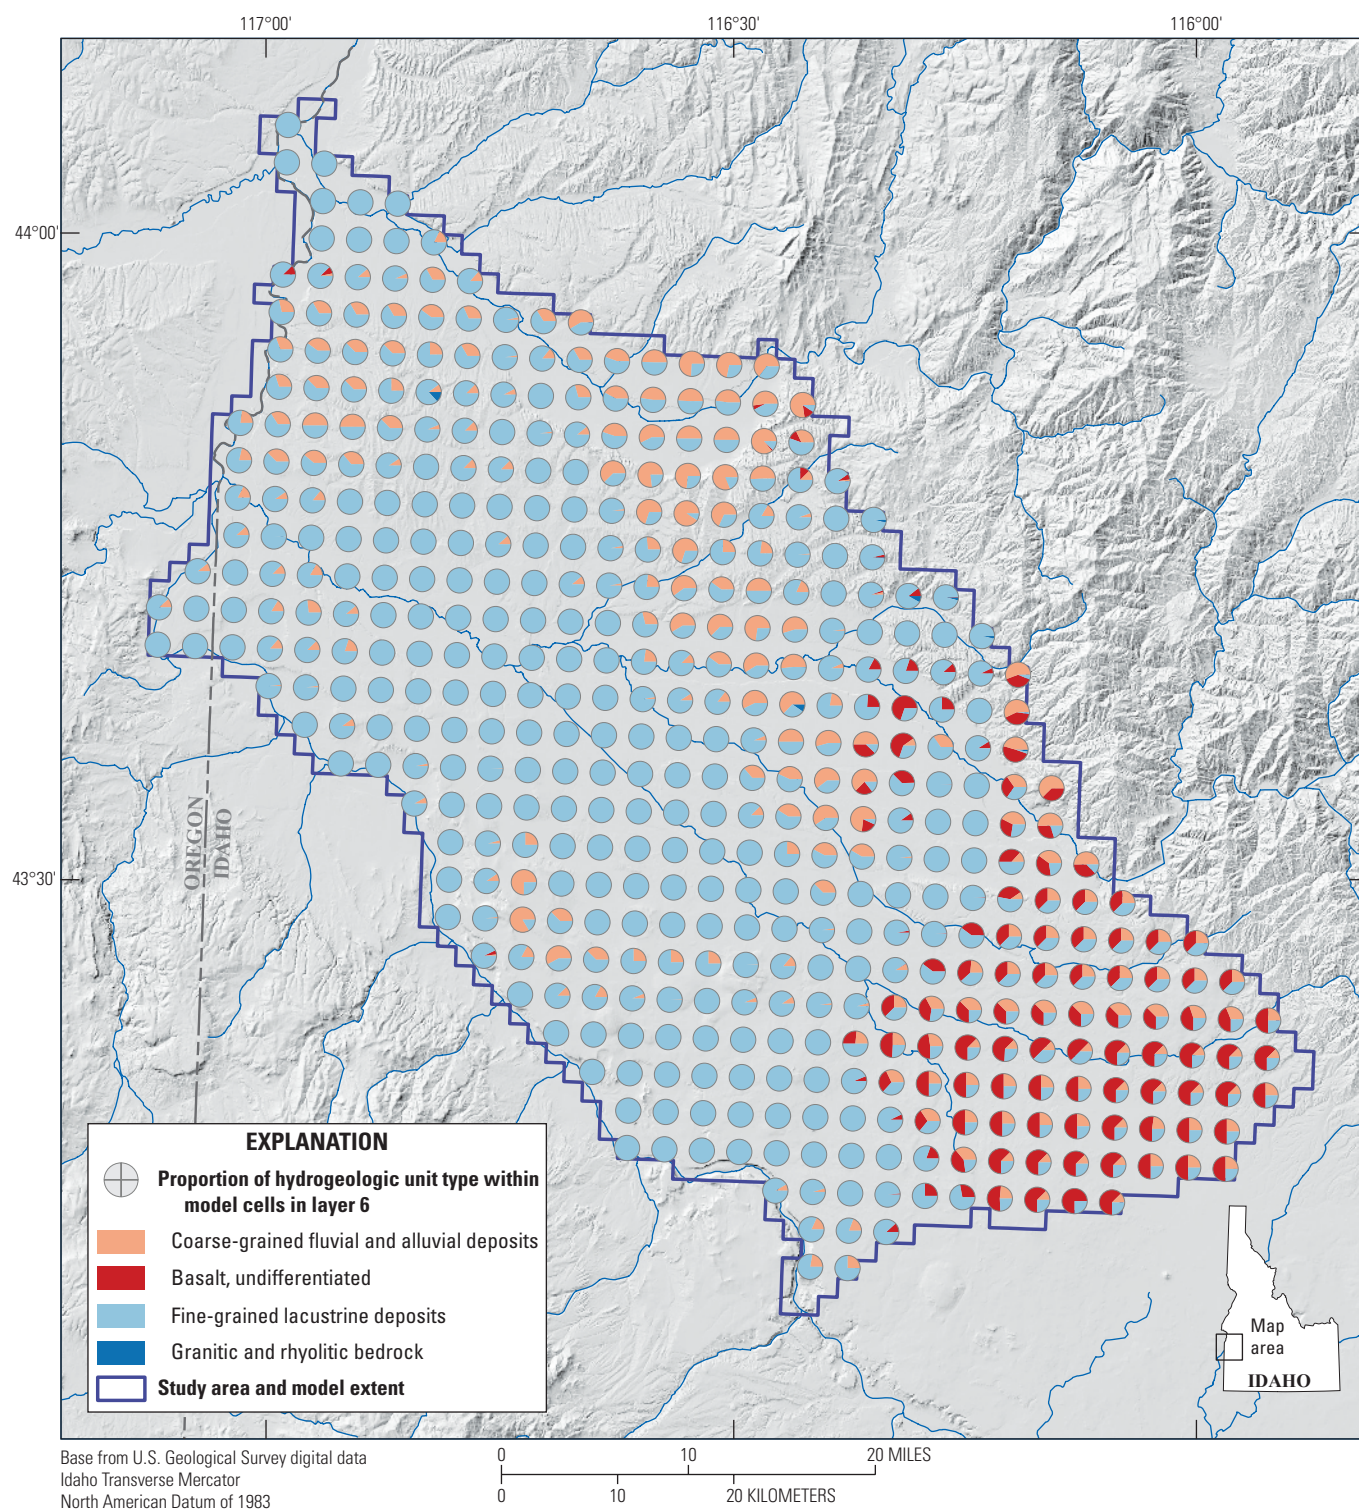 117°00'
116°30'
116°00'
44°00'
43°30'
OREGON
IDAHO
EXPLANATION
Proportion of hydrogeologic unit type within
model cells in layer 6
Coarse-grained fluvial and alluvial deposits
Basalt, undifferentiated
Fine-grained lacustrine deposits
Granitic and rhyolitic bedrock
Study area and model extent
Map
area
IDAHO
Base from U.S. Geological Survey digital data
Idaho Transverse Mercator
North American Datum of 1983
0 10 20 MILES
0 10 20 KILOMETERS